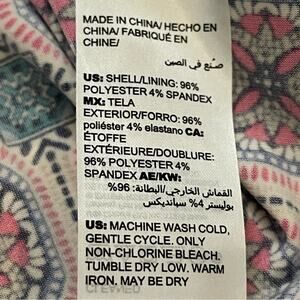 MADE IN CHINA/ HECHO EN
CHINA/ FABRIQUÉ EN
CHINE/
صنع في الصين
US: SHELL/LINING: 96%
POLYESTER 4% SPANDEX
MX: TELA
EXTERIOR/FORRO: 96%
poliéster 4% elastano CA:
ÉTOFFE
EXTÉRIEURE/DOUBLURE:
96% POLYESTER 4%
SPANDEX AE/KW:
القماش الخارجي/البطانة: 96%
بوليستر 4% سبانديكس
US: MACHINE WASH COLD,
GENTLE CYCLE. ONLY
NON-CHLORINE BLEACH.
TUMBLE DRY LOW. WARM
IRON. MAY BE DRY